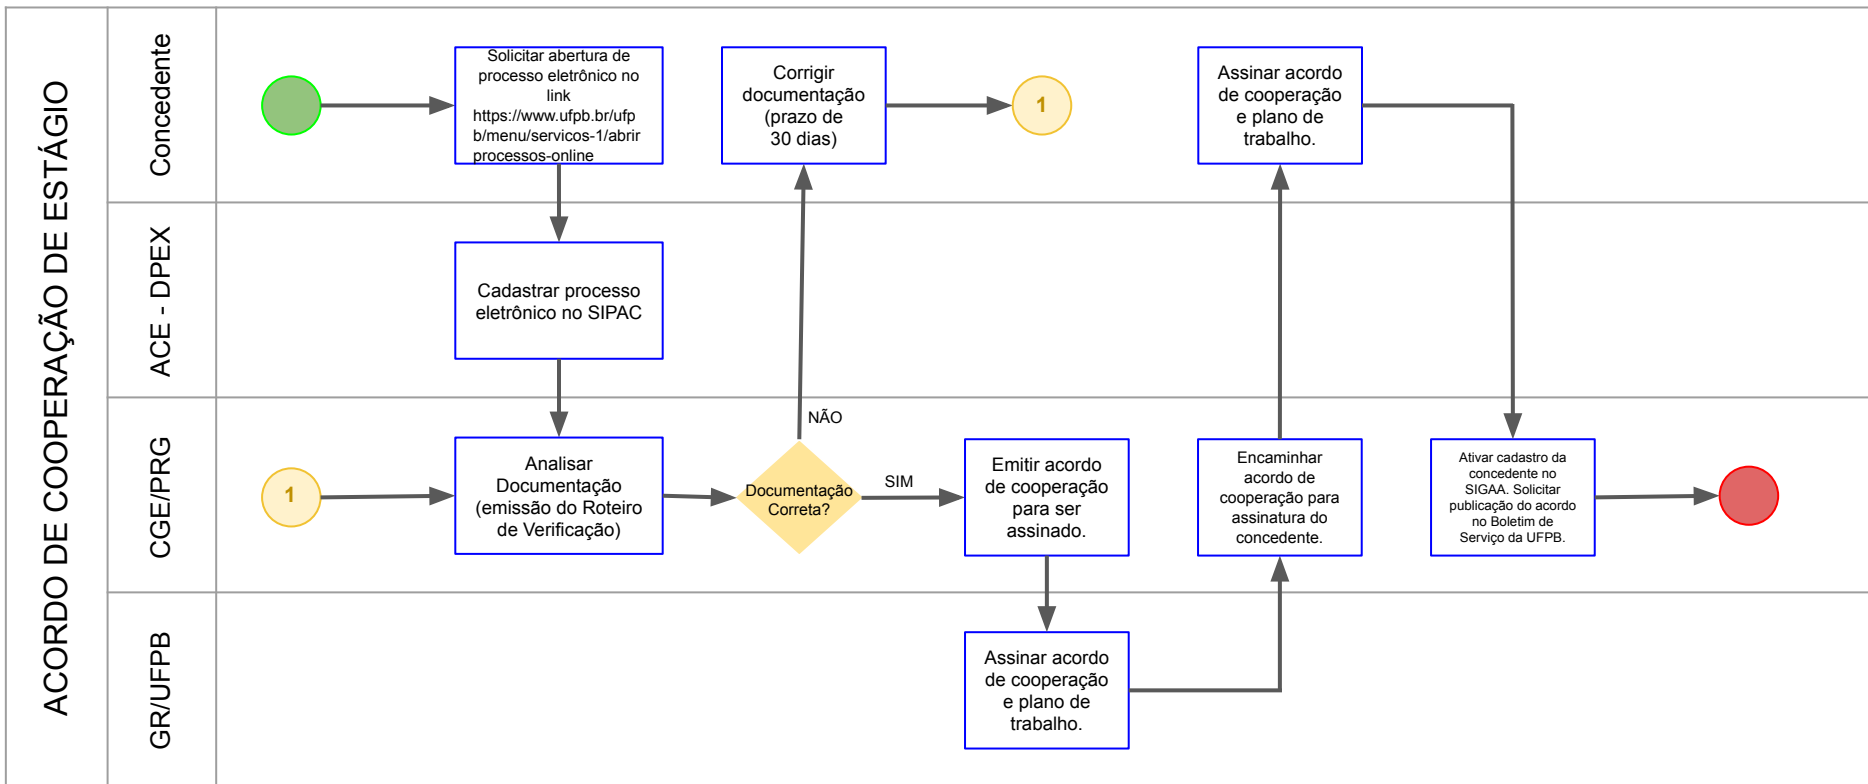 ACORDO DE COOPERAÇÃO DE ESTÁGIO
Concedente
Solicitar abertura de
processo eletrônico no
link
https://www.ufpb.br/ufp
b/menu/servicos-1/abrir
processos-online
Corrigir
documentação
(prazo de
30 dias)
1
Assinar acordo
de cooperação
e plano de
trabalho.
ACE - DPEX
Cadastrar processo
eletrônico no SIPAC
CGE/PRG
1
Analisar
Documentação
(emissão do Roteiro
de Verificação)
Documentação
Correta?
NÃO
SIM
Emitir acordo
de cooperação
para ser
assinado.
Encaminhar
acordo de
cooperação para
assinatura do
concedente.
Ativar cadastro da
concedente no
SIGAA. Solicitar
publicação do acordo
no Boletim de
Serviço da UFPB.
GR/UFPB
Assinar acordo
de cooperação
e plano de
trabalho.